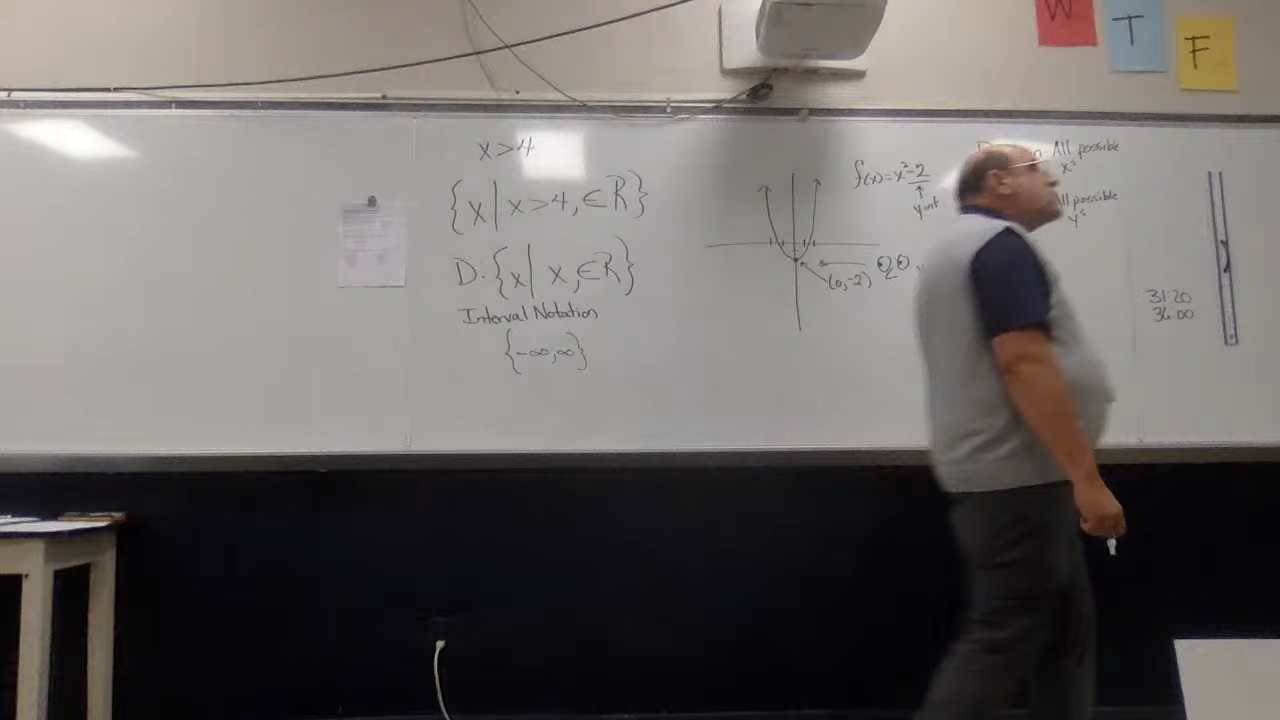 W
T
F
x>4
{x|x>4,∈R}
D.{x| x,∈R}
Interval Notation
{-∞,∞}
f(x)=x²-2
y int
(0,-2)
All possible
x's
All possible
y's
31.20
36.00